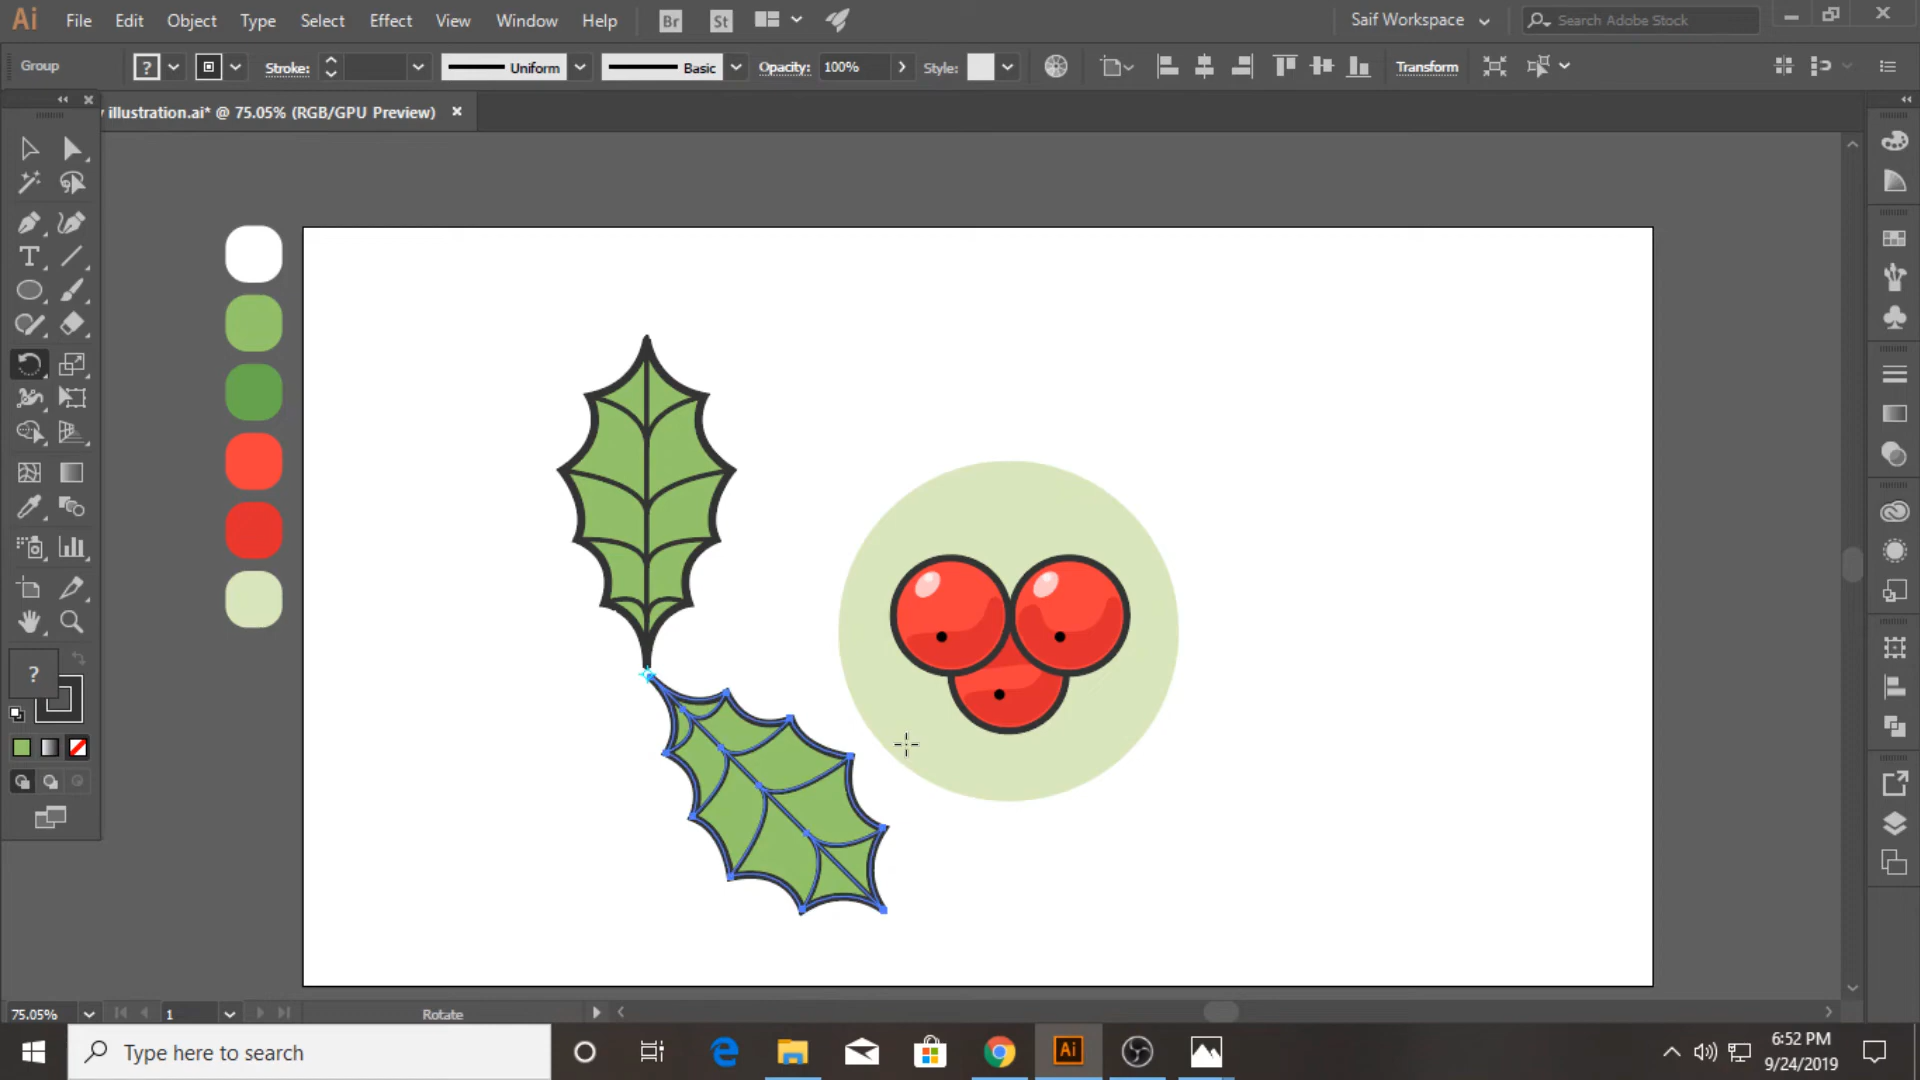 Ai File Edit Object Type Select Effect View Window Help Br St Saif Workspace Search Adobe Stock
Group ? Stroke: Uniform Basic Opacity: 100% Style: Transform
y illustration.ai* @ 75.05% (RGB/GPU Preview)
T
?
75.05% 1 Rotate
Type here to search
Ai
6:52 PM
9/24/2019